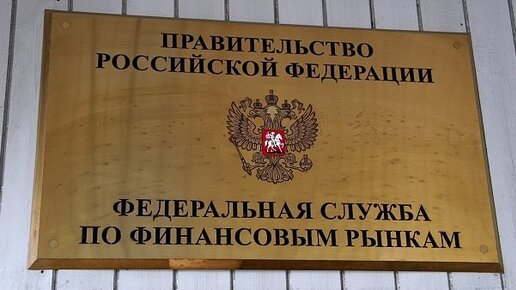 ПРАВИТЕЛЬСТВО
РОССИЙСКОЙ ФЕДЕРАЦИИ
ФЕДЕРАЛЬНАЯ СЛУЖБА
ПО ФИНАНСОВЫМ РЫНКАМ